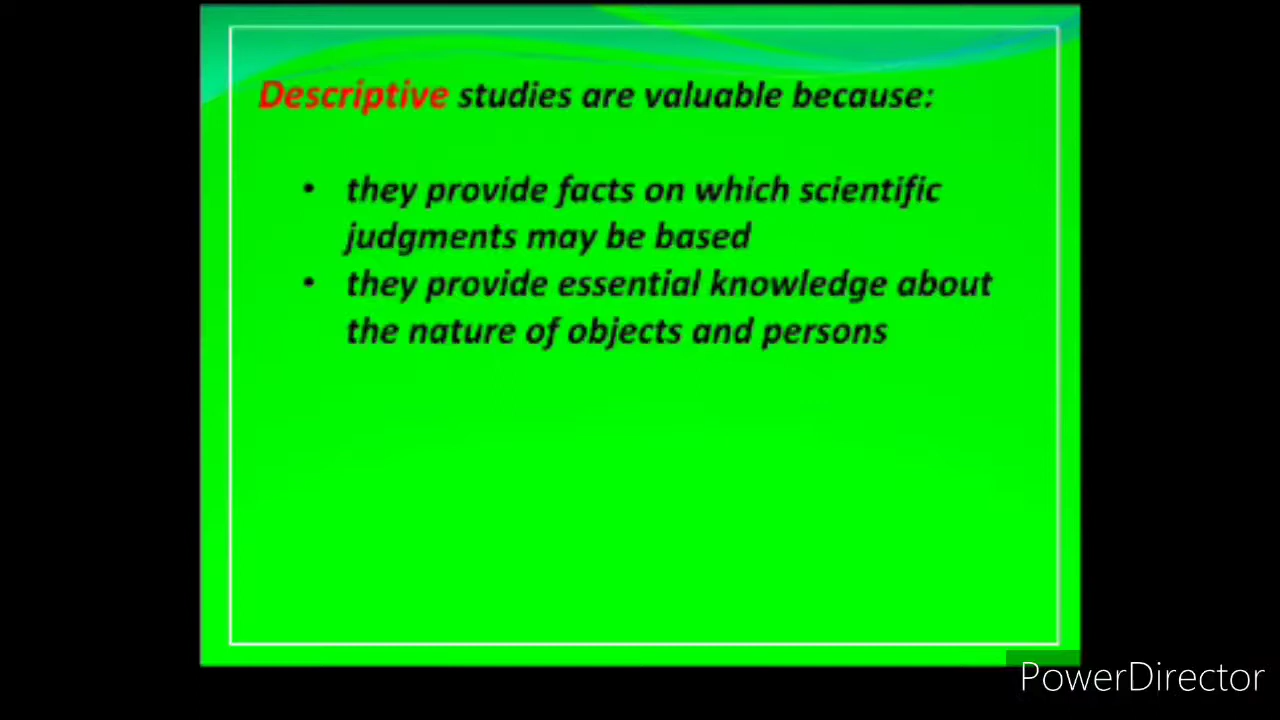 Descriptive studies are valuable because:
• they provide facts on which scientific
judgments may be based
• they provide essential knowledge about
the nature of objects and persons
PowerDirector